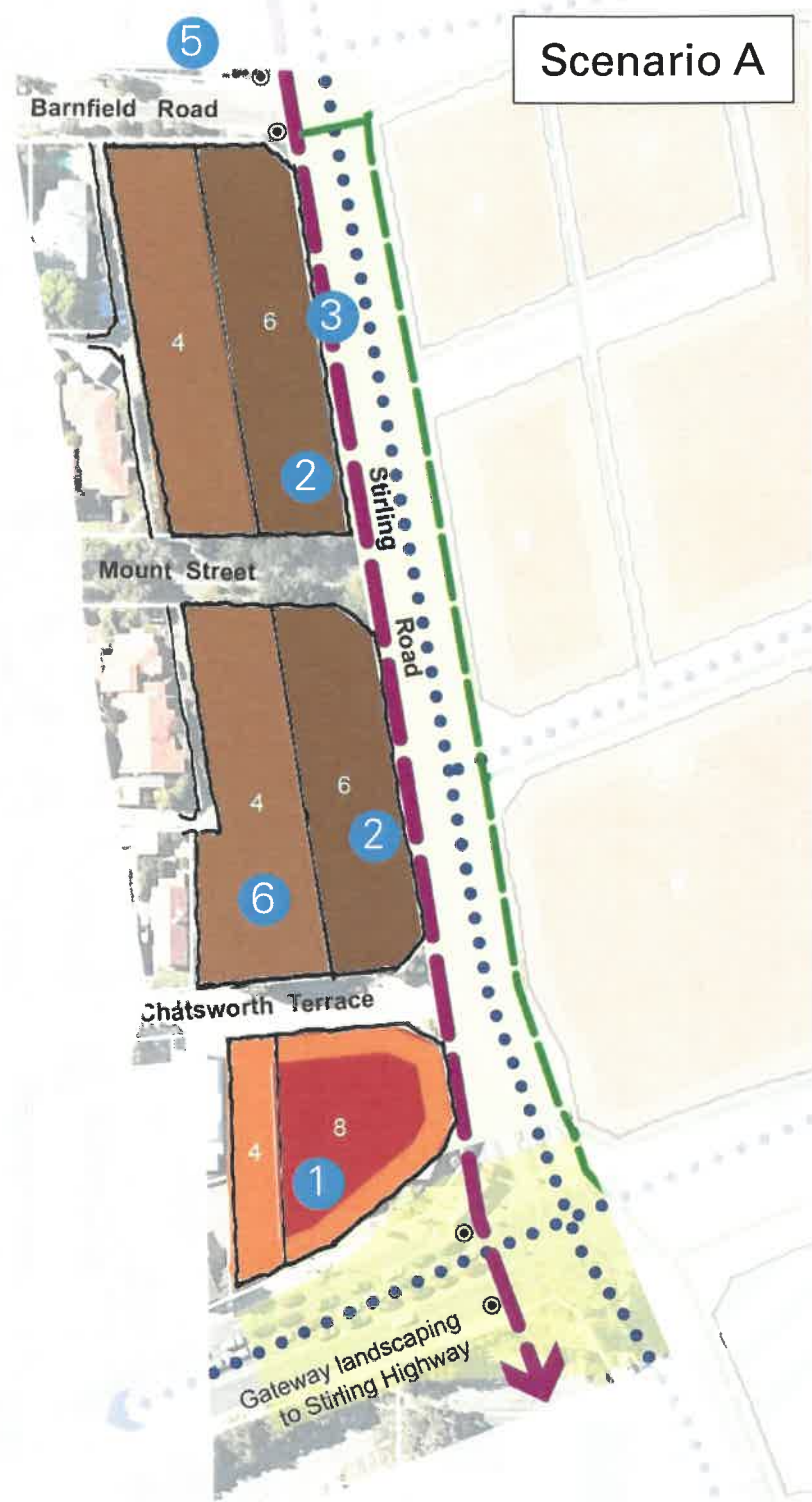 Scenario A
5
Barnfield Road
4
6
3
2
Stirling
Road
Mount Street
4
6
2
6
Chatsworth Terrace
4
8
1
Gateway landscaping
to Stirling Highway